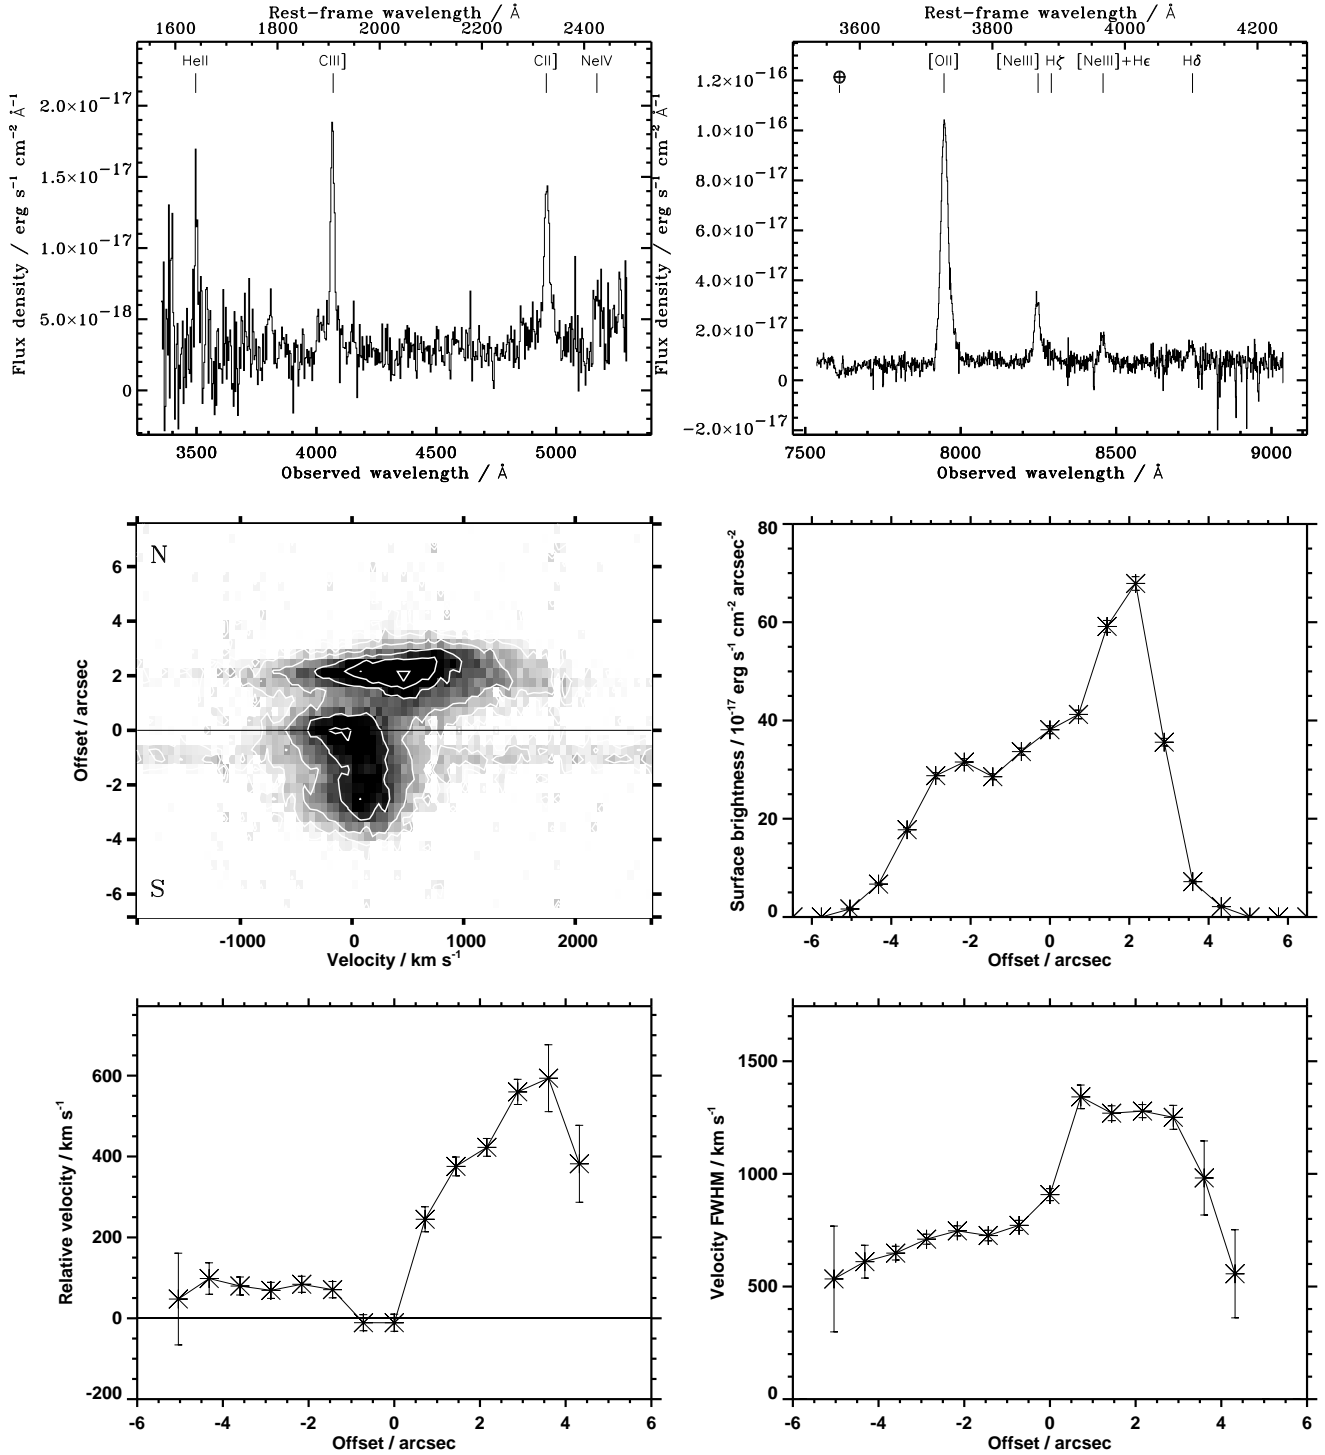 Rest-frame wavelength / Å
1600 1800 2000 2200 2400
HeII CIII] CII] NeIV
2.0×10⁻¹⁷
1.5×10⁻¹⁷
1.0×10⁻¹⁷
5.0×10⁻¹⁸
0
Flux density / erg s⁻¹ cm⁻² Å⁻¹
3500 4000 4500 5000
Observed wavelength / Å
Rest-frame wavelength / Å
3600 3800 4000 4200
⊕ [OII] [NeIII] Hζ [NeIII]+Hϵ Hδ
1.2×10⁻¹⁶
1.0×10⁻¹⁶
8.0×10⁻¹⁷
6.0×10⁻¹⁷
4.0×10⁻¹⁷
2.0×10⁻¹⁷
0
−2.0×10⁻¹⁷
Flux density / erg s⁻¹ cm⁻² Å⁻¹
7500 8000 8500 9000
Observed wavelength / Å
N
S
6
4
2
0
-2
-4
-6
Offset / arcsec
-1000 0 1000 2000
Velocity / km s⁻¹
80
60
40
20
0
Surface brightness / 10⁻¹⁷ erg s⁻¹ cm⁻² arcsec⁻²
-6 -4 -2 0 2 4 6
Offset / arcsec
600
400
200
0
-200
Relative velocity / km s⁻¹
-6 -4 -2 0 2 4 6
Offset / arcsec
1500
1000
500
0
Velocity FWHM / km s⁻¹
-6 -4 -2 0 2 4 6
Offset / arcsec